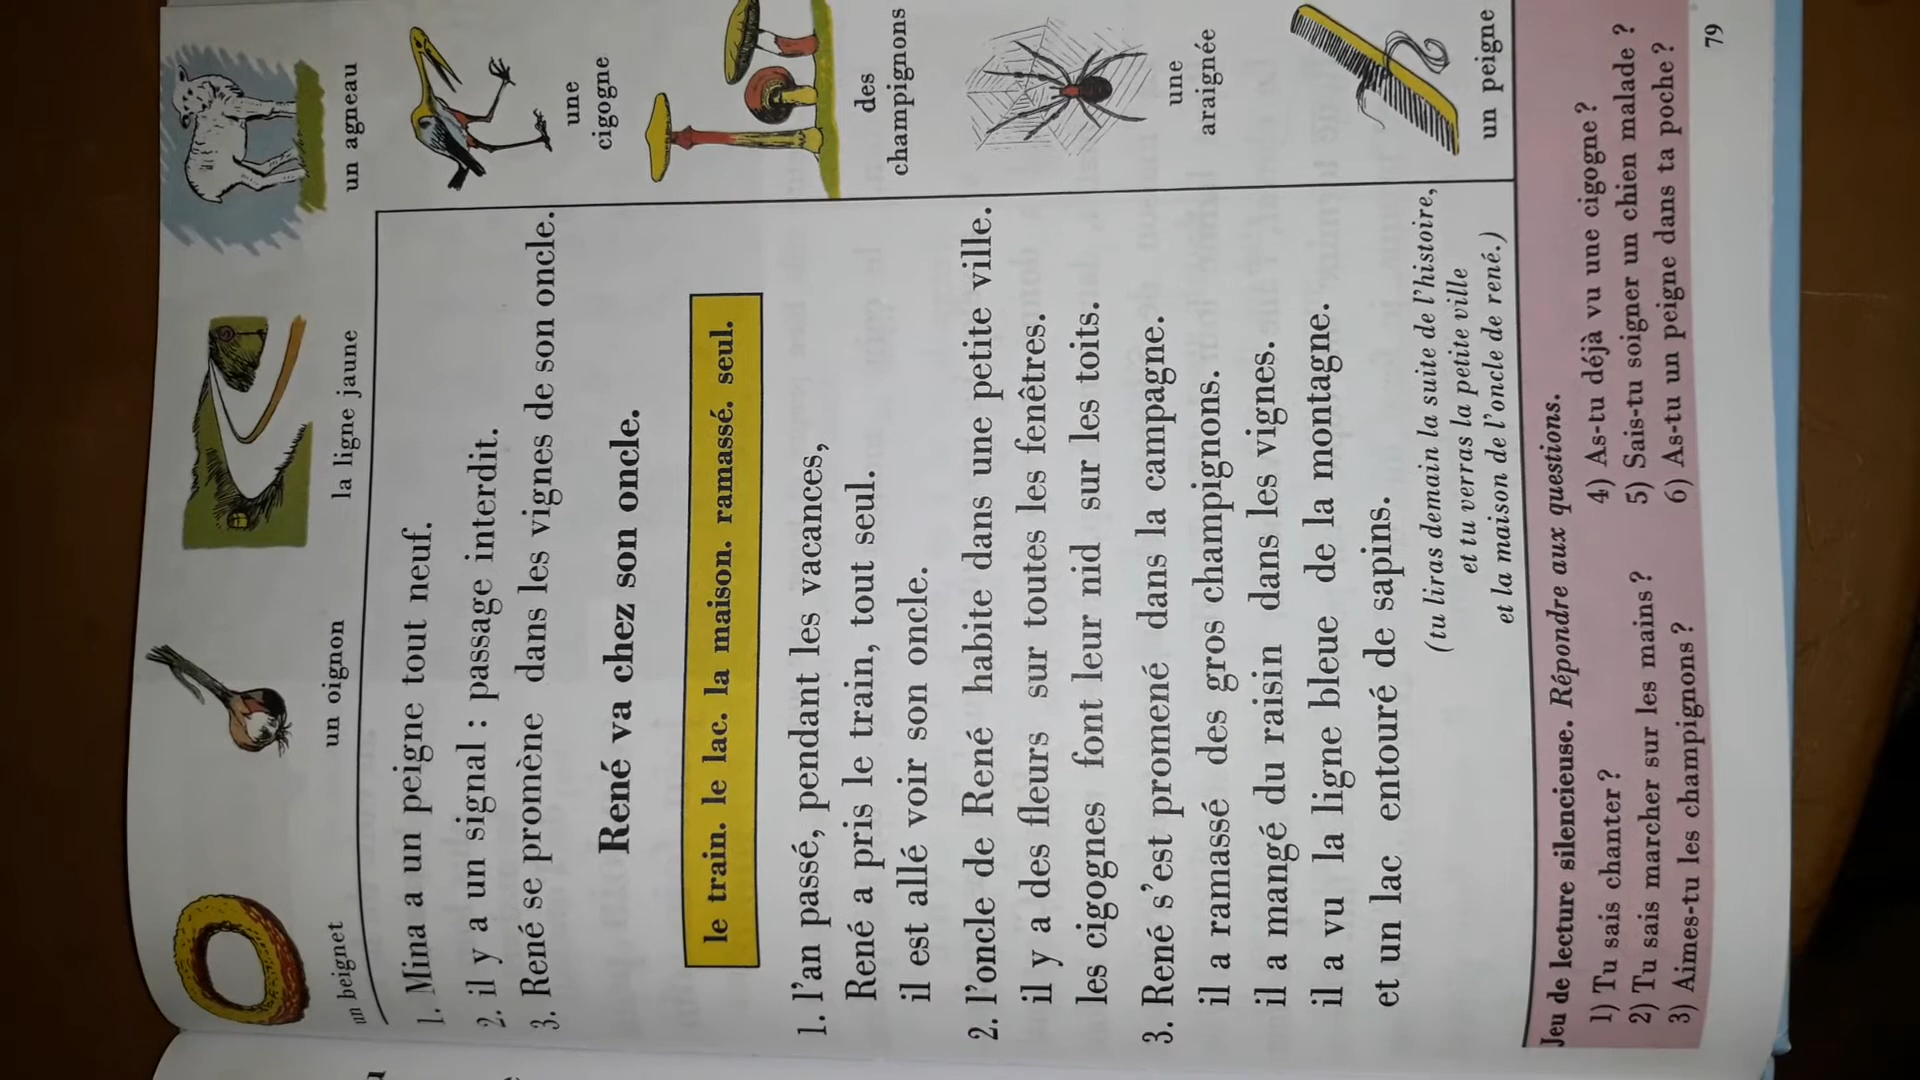 un beignet
un oignon
la ligne jaune
un agneau
une
cigogne
des
champignons
une
araignée
un peigne
1. Mina a un peigne tout neuf.
2. il y a un signal : passage interdit.
3. René se promène dans les vignes de son oncle.
René va chez son oncle.
le train. le lac. la maison. ramassé. seul.
1. l'an passé, pendant les vacances,
René a pris le train, tout seul.
il est allé voir son oncle.
2. l'oncle de René habite dans une petite ville.
il y a des fleurs sur toutes les fenêtres.
les cigognes font leur nid sur les toits.
3. René s'est promené dans la campagne.
il a ramassé des gros champignons.
il a mangé du raisin dans les vignes.
il a vu la ligne bleue de la montagne.
et un lac entouré de sapins.
(tu liras demain la suite de l'histoire,
et tu verras la petite ville
et la maison de l'oncle de rené.)
Jeu de lecture silencieuse. Répondre aux questions.
1) Tu sais chanter ?
2) Tu sais marcher sur les mains ?
3) Aimes-tu les champignons ?
4) As-tu déjà vu une cigogne ?
5) Sais-tu soigner un chien malade ?
6) As-tu un peigne dans ta poche ?
79